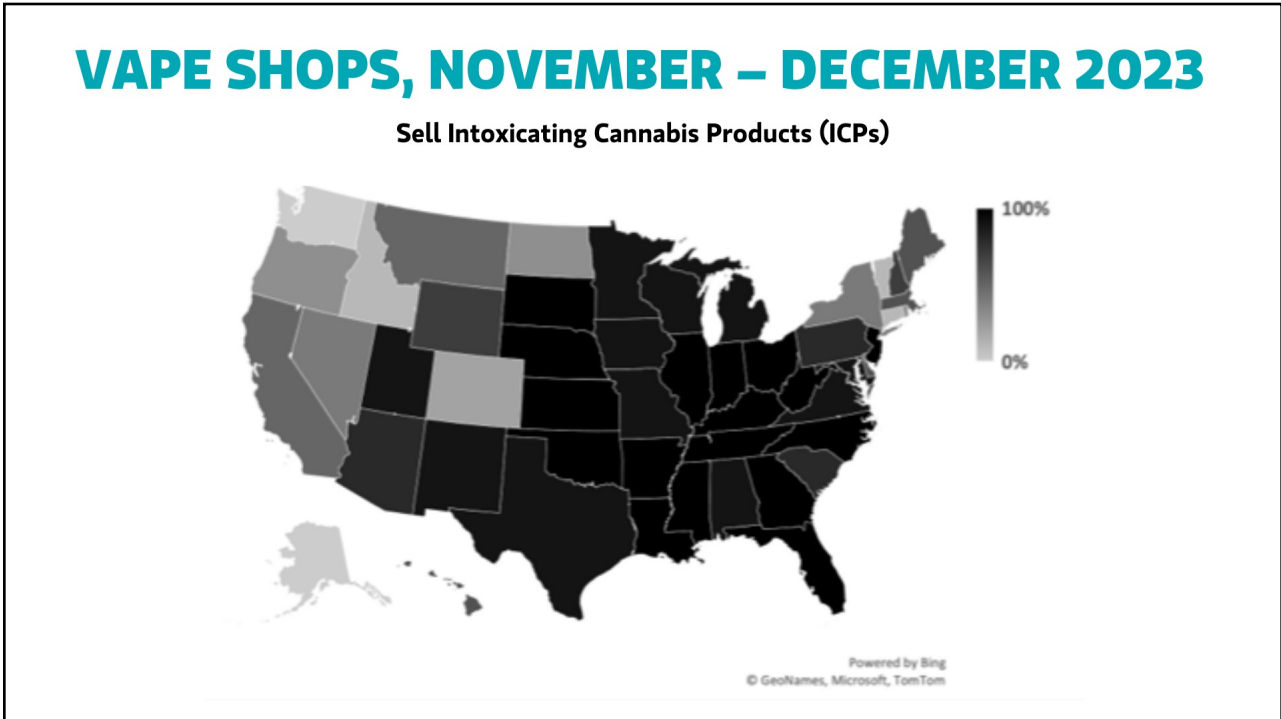 VAPE SHOPS, NOVEMBER – DECEMBER 2023
Sell Intoxicating Cannabis Products (ICPs)
100%
0%
Powered by Bing
© GeoNames, Microsoft, TomTom